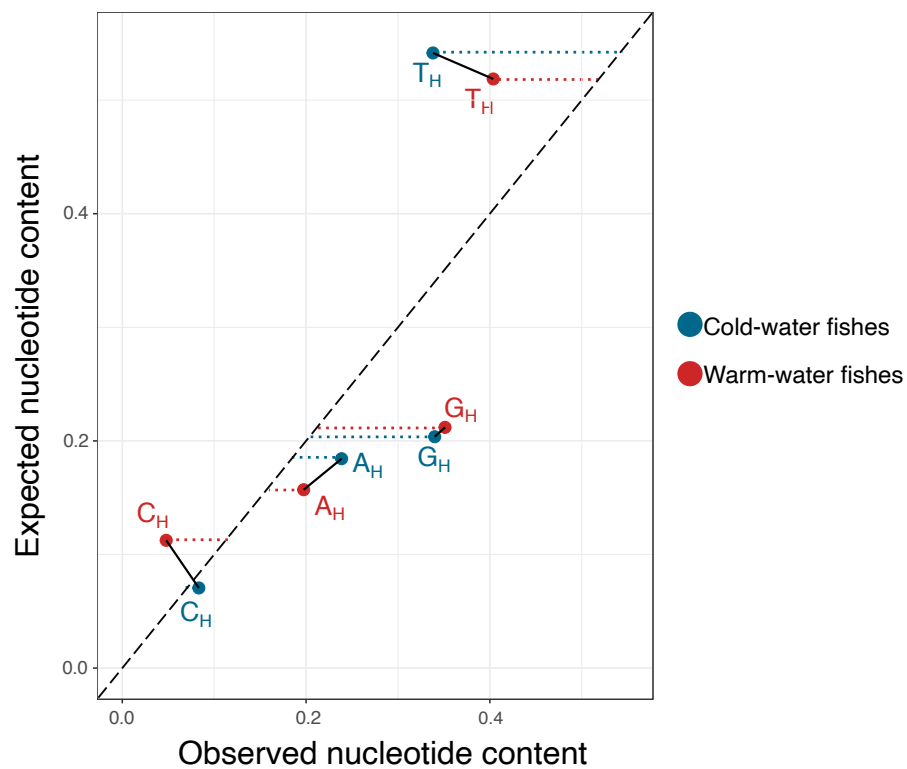 Expected nucleotide content
0.4
0.2
0.0
T_H
T_H
G_H
G_H
A_H
A_H
C_H
C_H
0.0
0.2
0.4
Observed nucleotide content
Cold-water fishes
Warm-water fishes